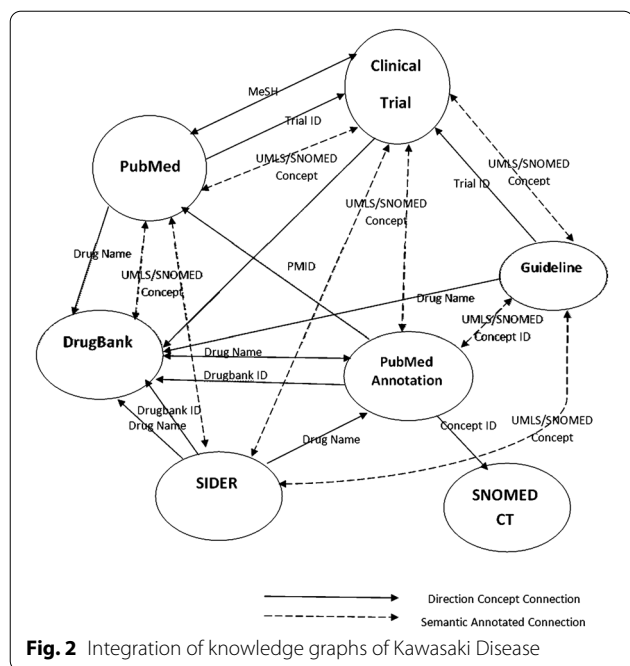 Clinical
Trial
MeSH
Trial ID
PubMed
UMLS/SNOMED
Concept
UMLS/SNOMED
Concept
Trial ID
UMLS/SNOMED
Concept
Drug Name
UMLS/SNOMED
Concept
PMID
Guideline
Drug Name
DrugBank
UMLS/SNOMED
Concept ID
Drug Name
PubMed
Annotation
Drugbank ID
Drugbank ID
Drug Name
UMLS/SNOMED
Concept
Concept ID
Drug Name
SIDER
SNOMED
CT
Direction Concept Connection
Semantic Annotated Connection
Fig. 2 Integration of knowledge graphs of Kawasaki Disease